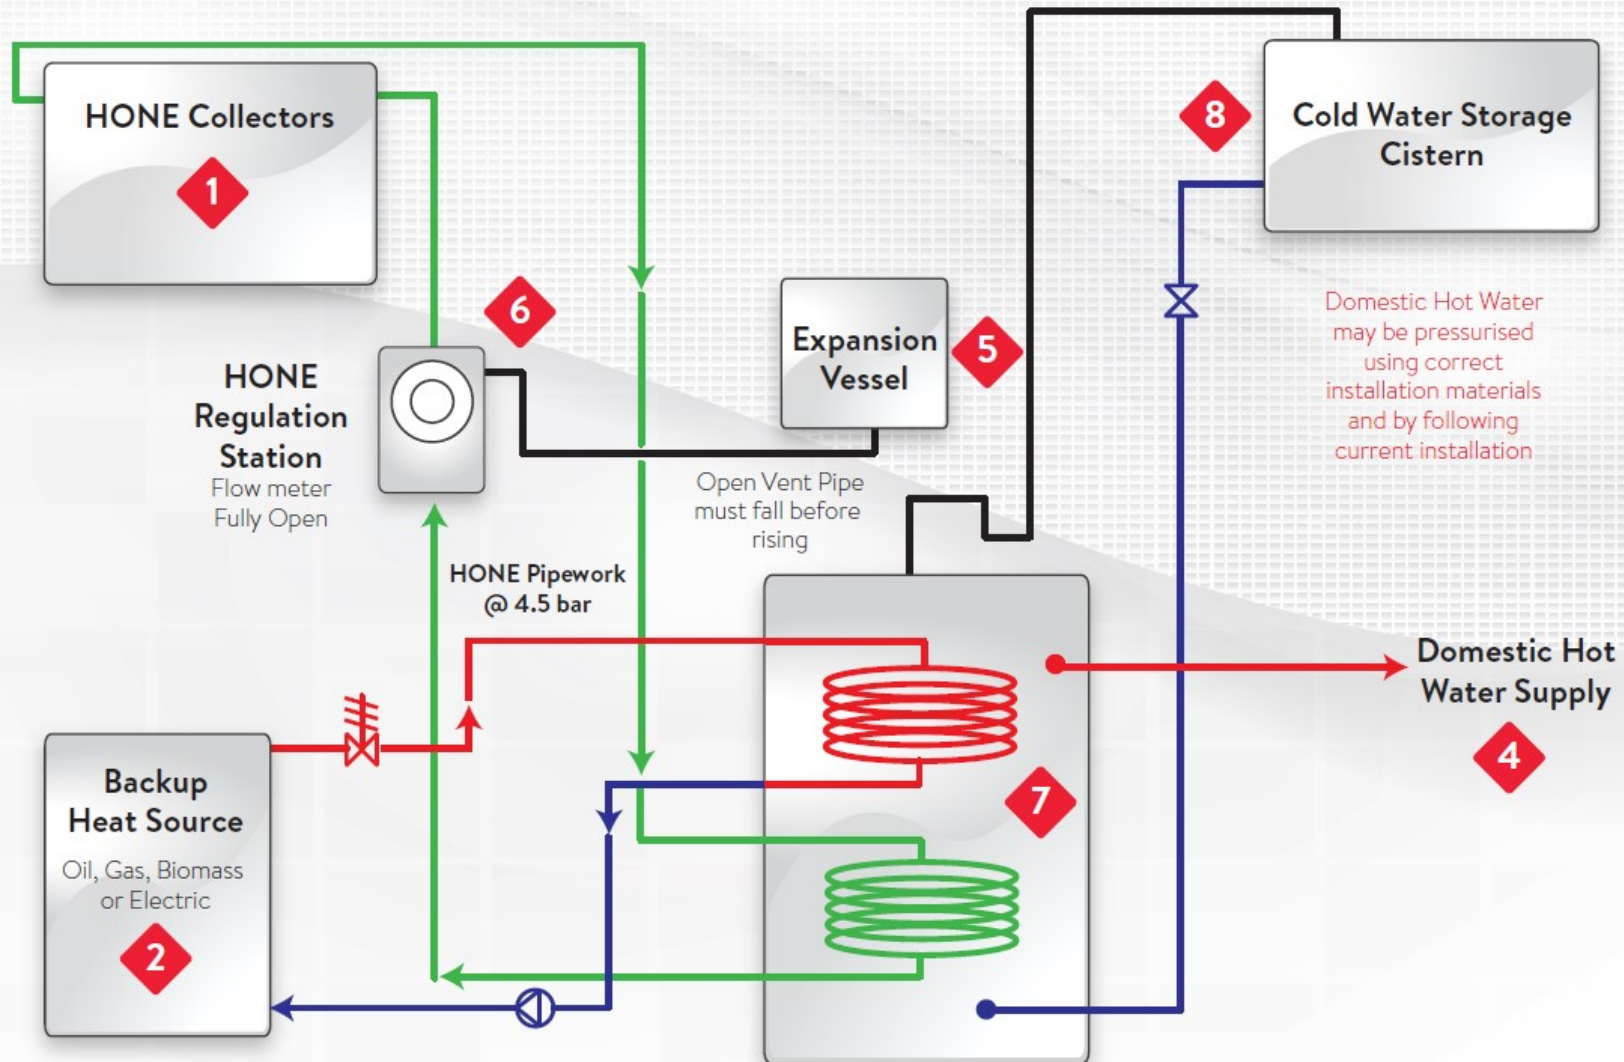 HONE Collectors
1
8
Cold Water Storage
Cistern
6
HONE
Regulation
Station
Flow meter
Fully Open
Expansion
Vessel
5
Domestic Hot Water
may be pressurised
using correct
installation materials
and by following
current installation
Open Vent Pipe
must fall before
rising
HONE Pipework
@ 4.5 bar
Domestic Hot
Water Supply
4
Backup
Heat Source
Oil, Gas, Biomass
or Electric
2
7